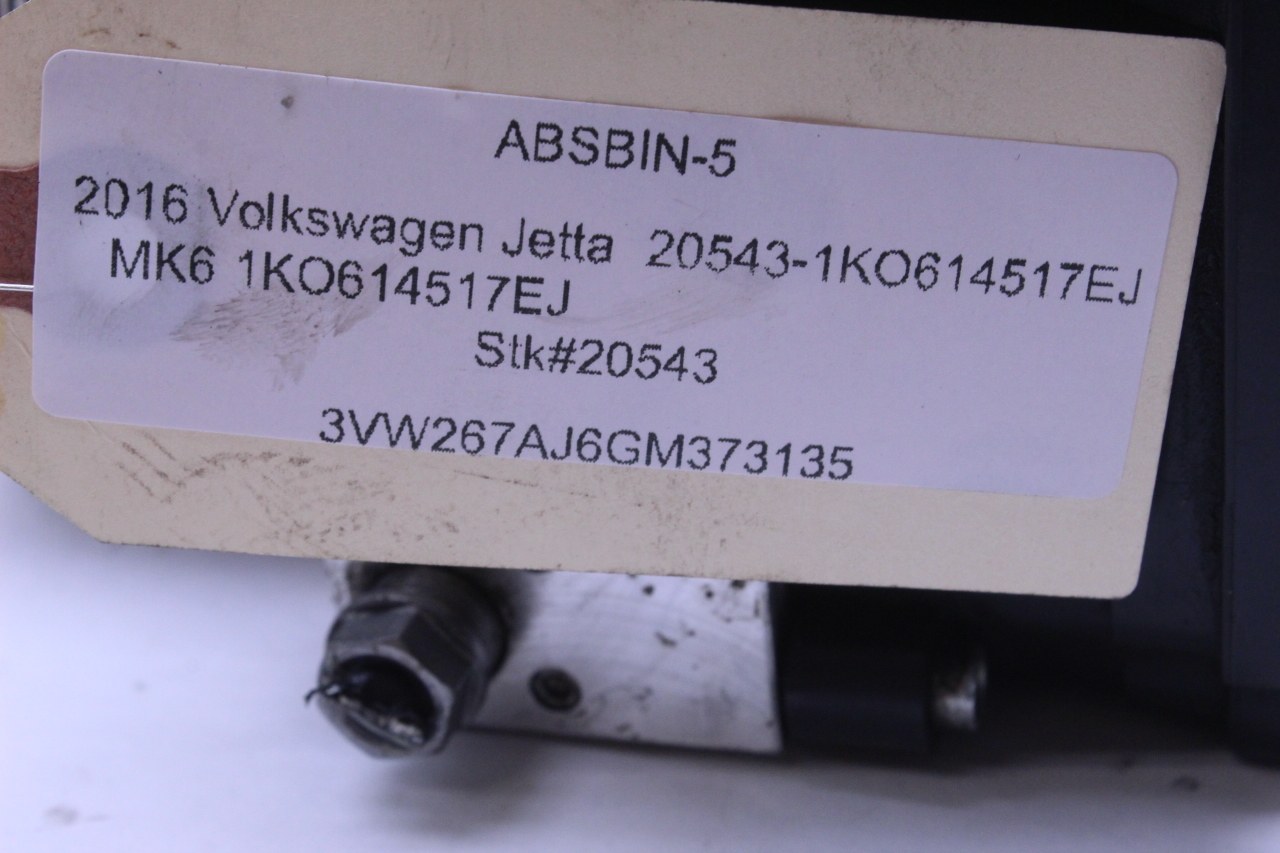 ABSBIN-5
2016 Volkswagen Jetta 20543-1KO614517EJ
MK6 1KO614517EJ
Stk#20543
3VW267AJ6GM373135